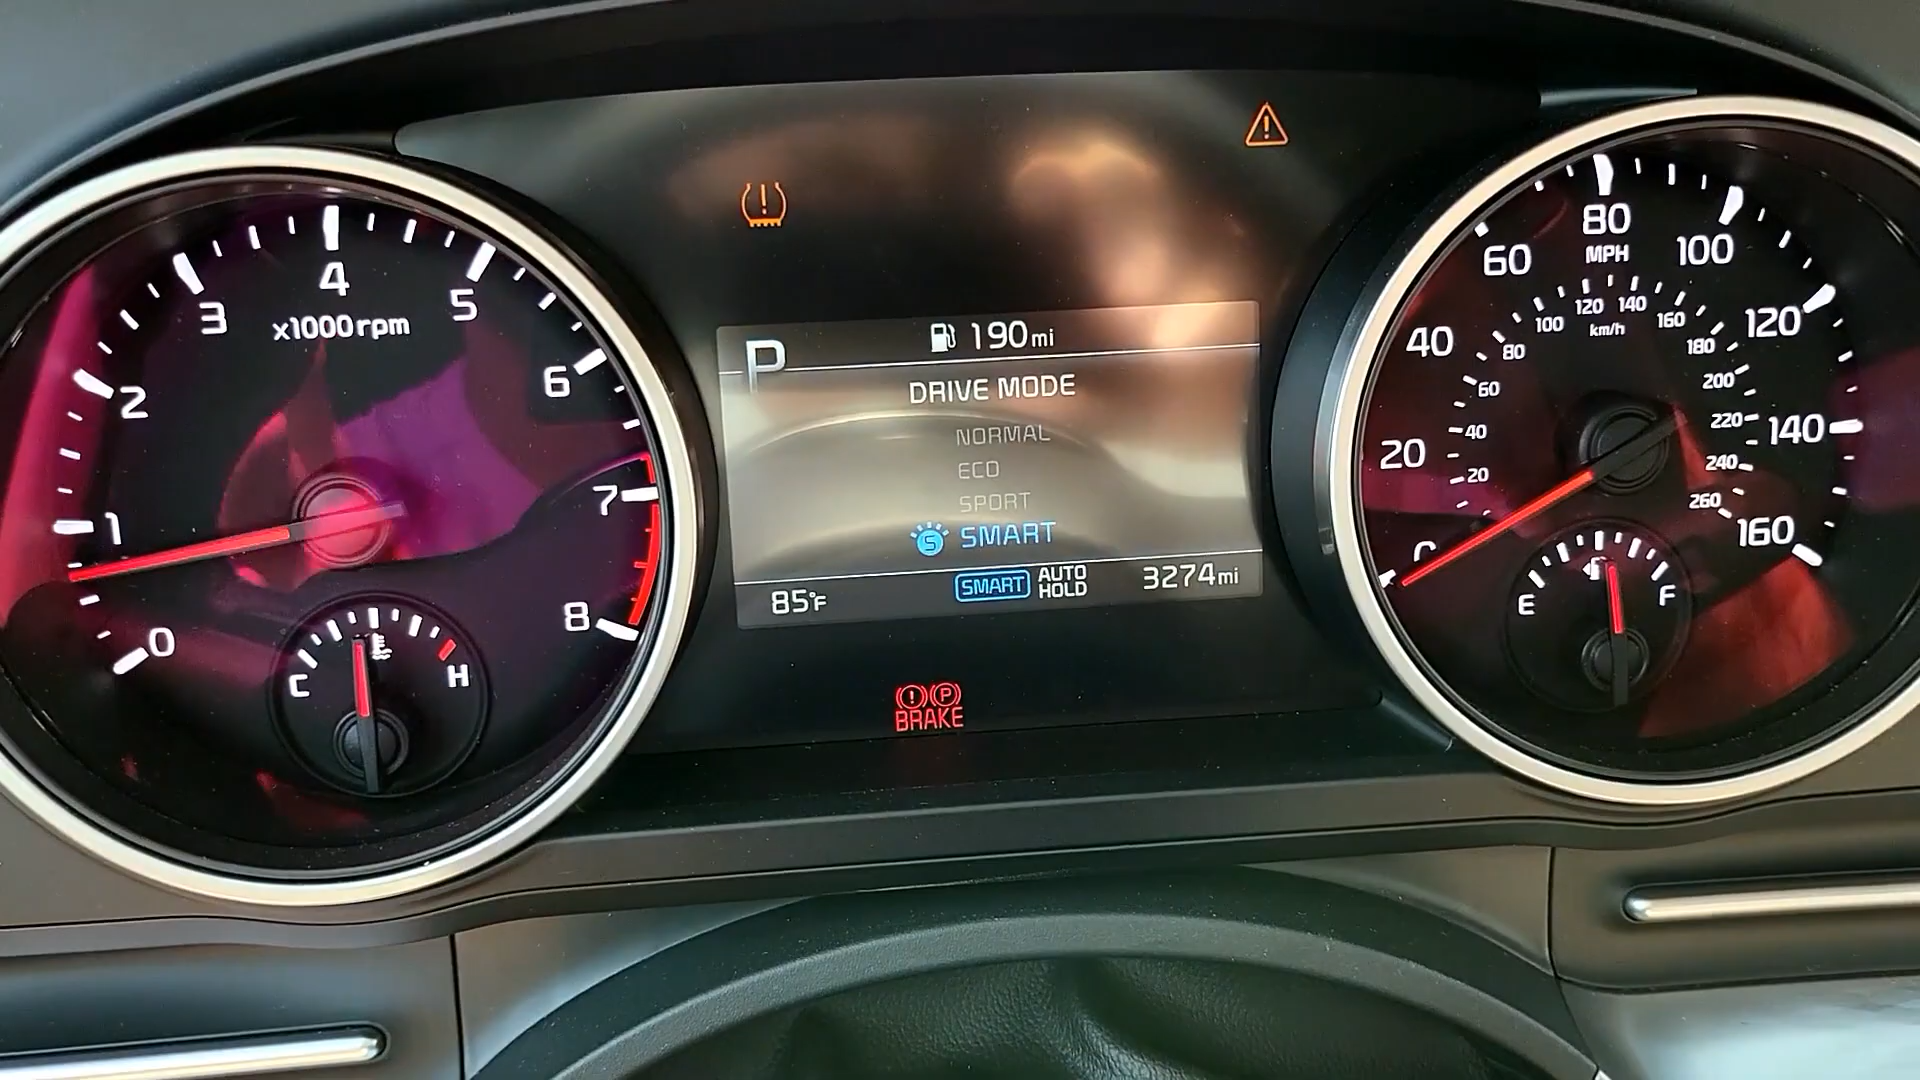 0
1
2
3
4
5
6
7
8
x1000 rpm
C
H
P
190mi
DRIVE MODE
NORMAL
ECO
SPORT
S SMART
85°F
SMART
AUTO
HOLD
3274mi
! P
BRAKE
20
40
60
80
100
120
140
160
MPH
20
40
60
80
100
120
140
160
180
200
220
240
260
km/h
E
F